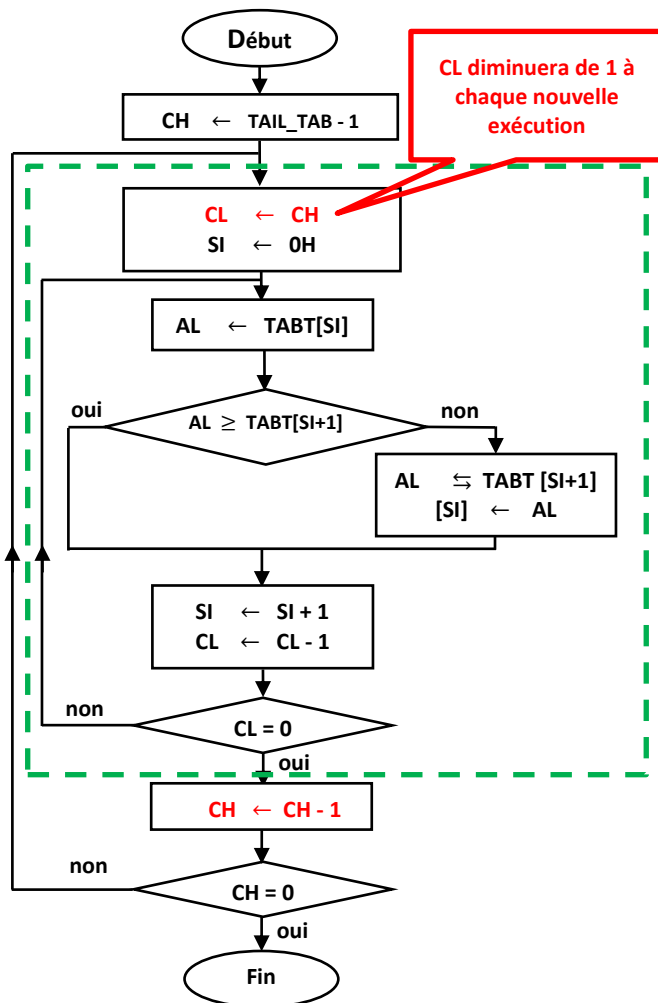 Début
CL diminuera de 1 à
chaque nouvelle
exécution
CH ← TAIL_TAB - 1
CL ← CH
SI ← 0H
AL ← TABT[SI]
oui
AL ≥ TABT[SI+1]
non
AL ⇆ TABT [SI+1]
[SI] ← AL
SI ← SI + 1
CL ← CL - 1
non
CL = 0
oui
CH ← CH - 1
non
CH = 0
oui
Fin